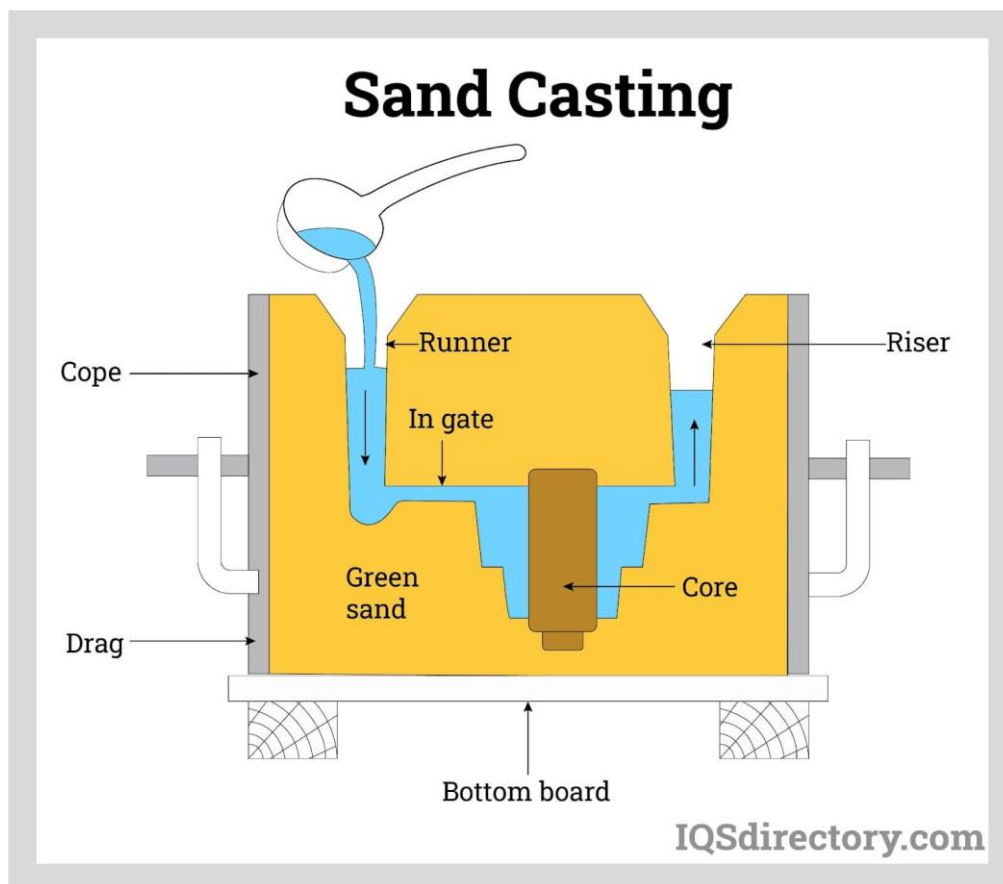 Sand Casting
Runner
Riser
Cope
In gate
Green
sand
Core
Drag
Bottom board
IQSdirectory.com